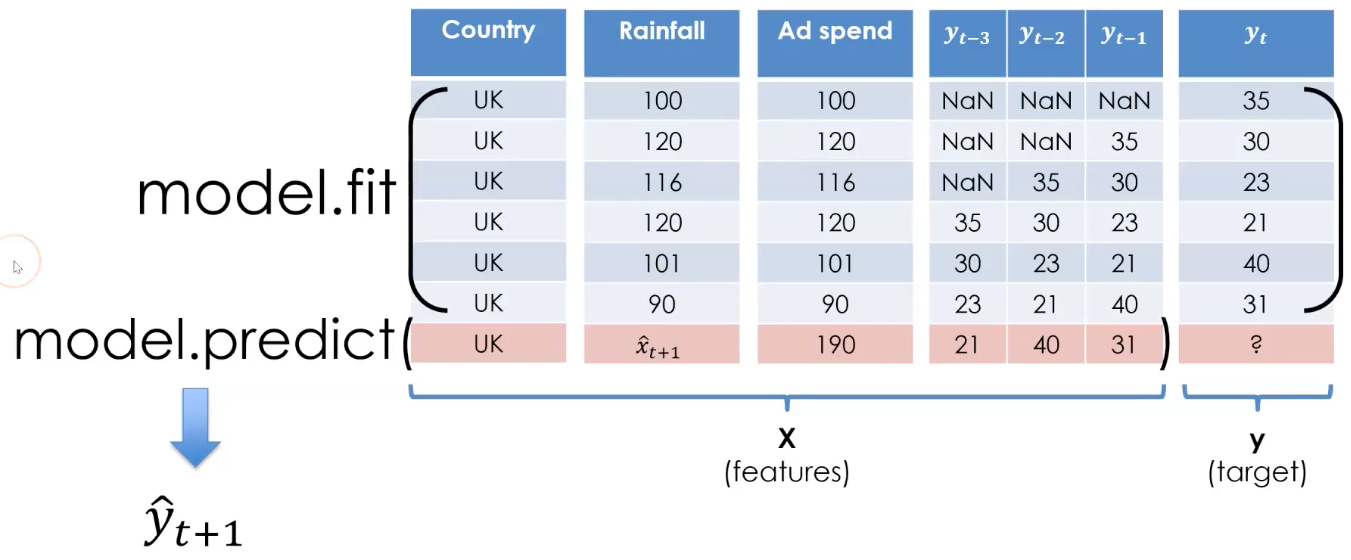 Country Rainfall Ad spend y_{t−3} y_{t−2} y_{t−1} y_t
UK 100 100 NaN NaN NaN 35
UK 120 120 NaN NaN 35 30
UK 116 116 NaN 35 30 23
UK 120 120 35 30 23 21
UK 101 101 30 23 21 40
UK 90 90 23 21 40 31
UK x̂_{t+1} 190 21 40 31 ?
model.fit(
)
model.predict(
)
X
(features)
y
(target)
ŷ_{t+1}